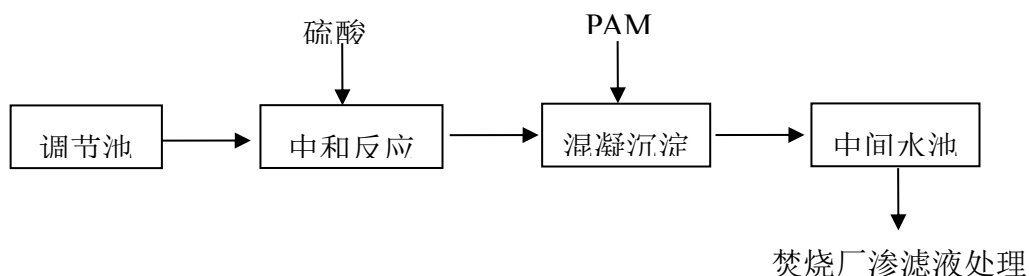 硫酸
PAM
调节池
中和反应
混凝沉淀
中间水池
焚烧厂渗滤液处理